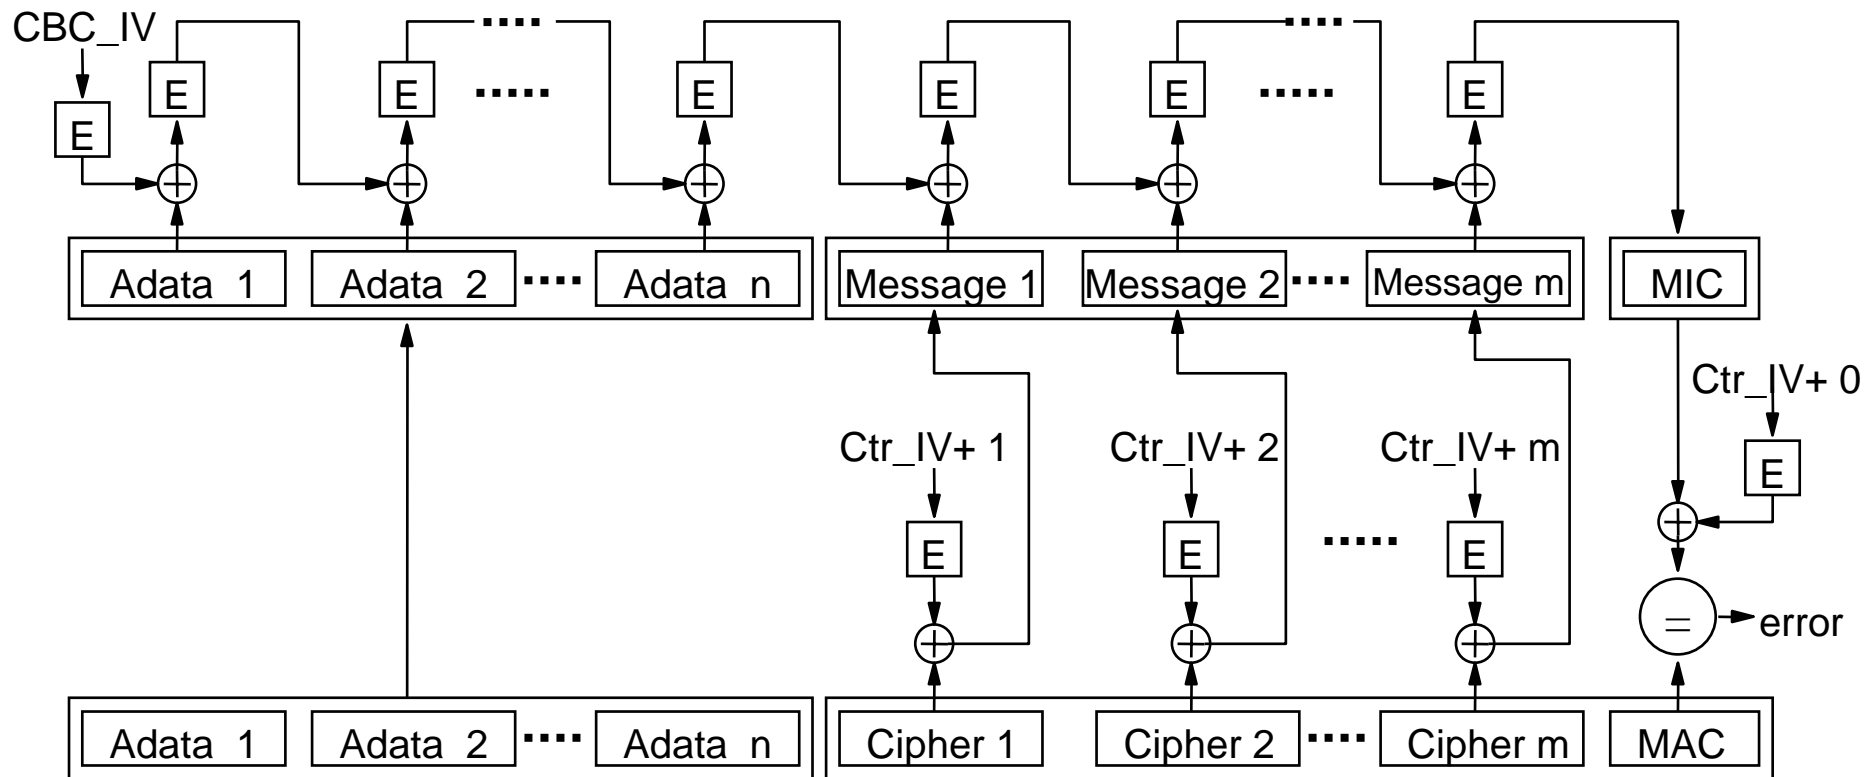 CBC_IV
E
E
E
E
E
E
E
Adata 1
Adata 2
Adata n
Message 1
Message 2
Message m
MIC
Ctr_IV+ 0
Ctr_IV+ 1
Ctr_IV+ 2
Ctr_IV+ m
E
E
E
E
=
error
Adata 1
Adata 2
Adata n
Cipher 1
Cipher 2
Cipher m
MAC